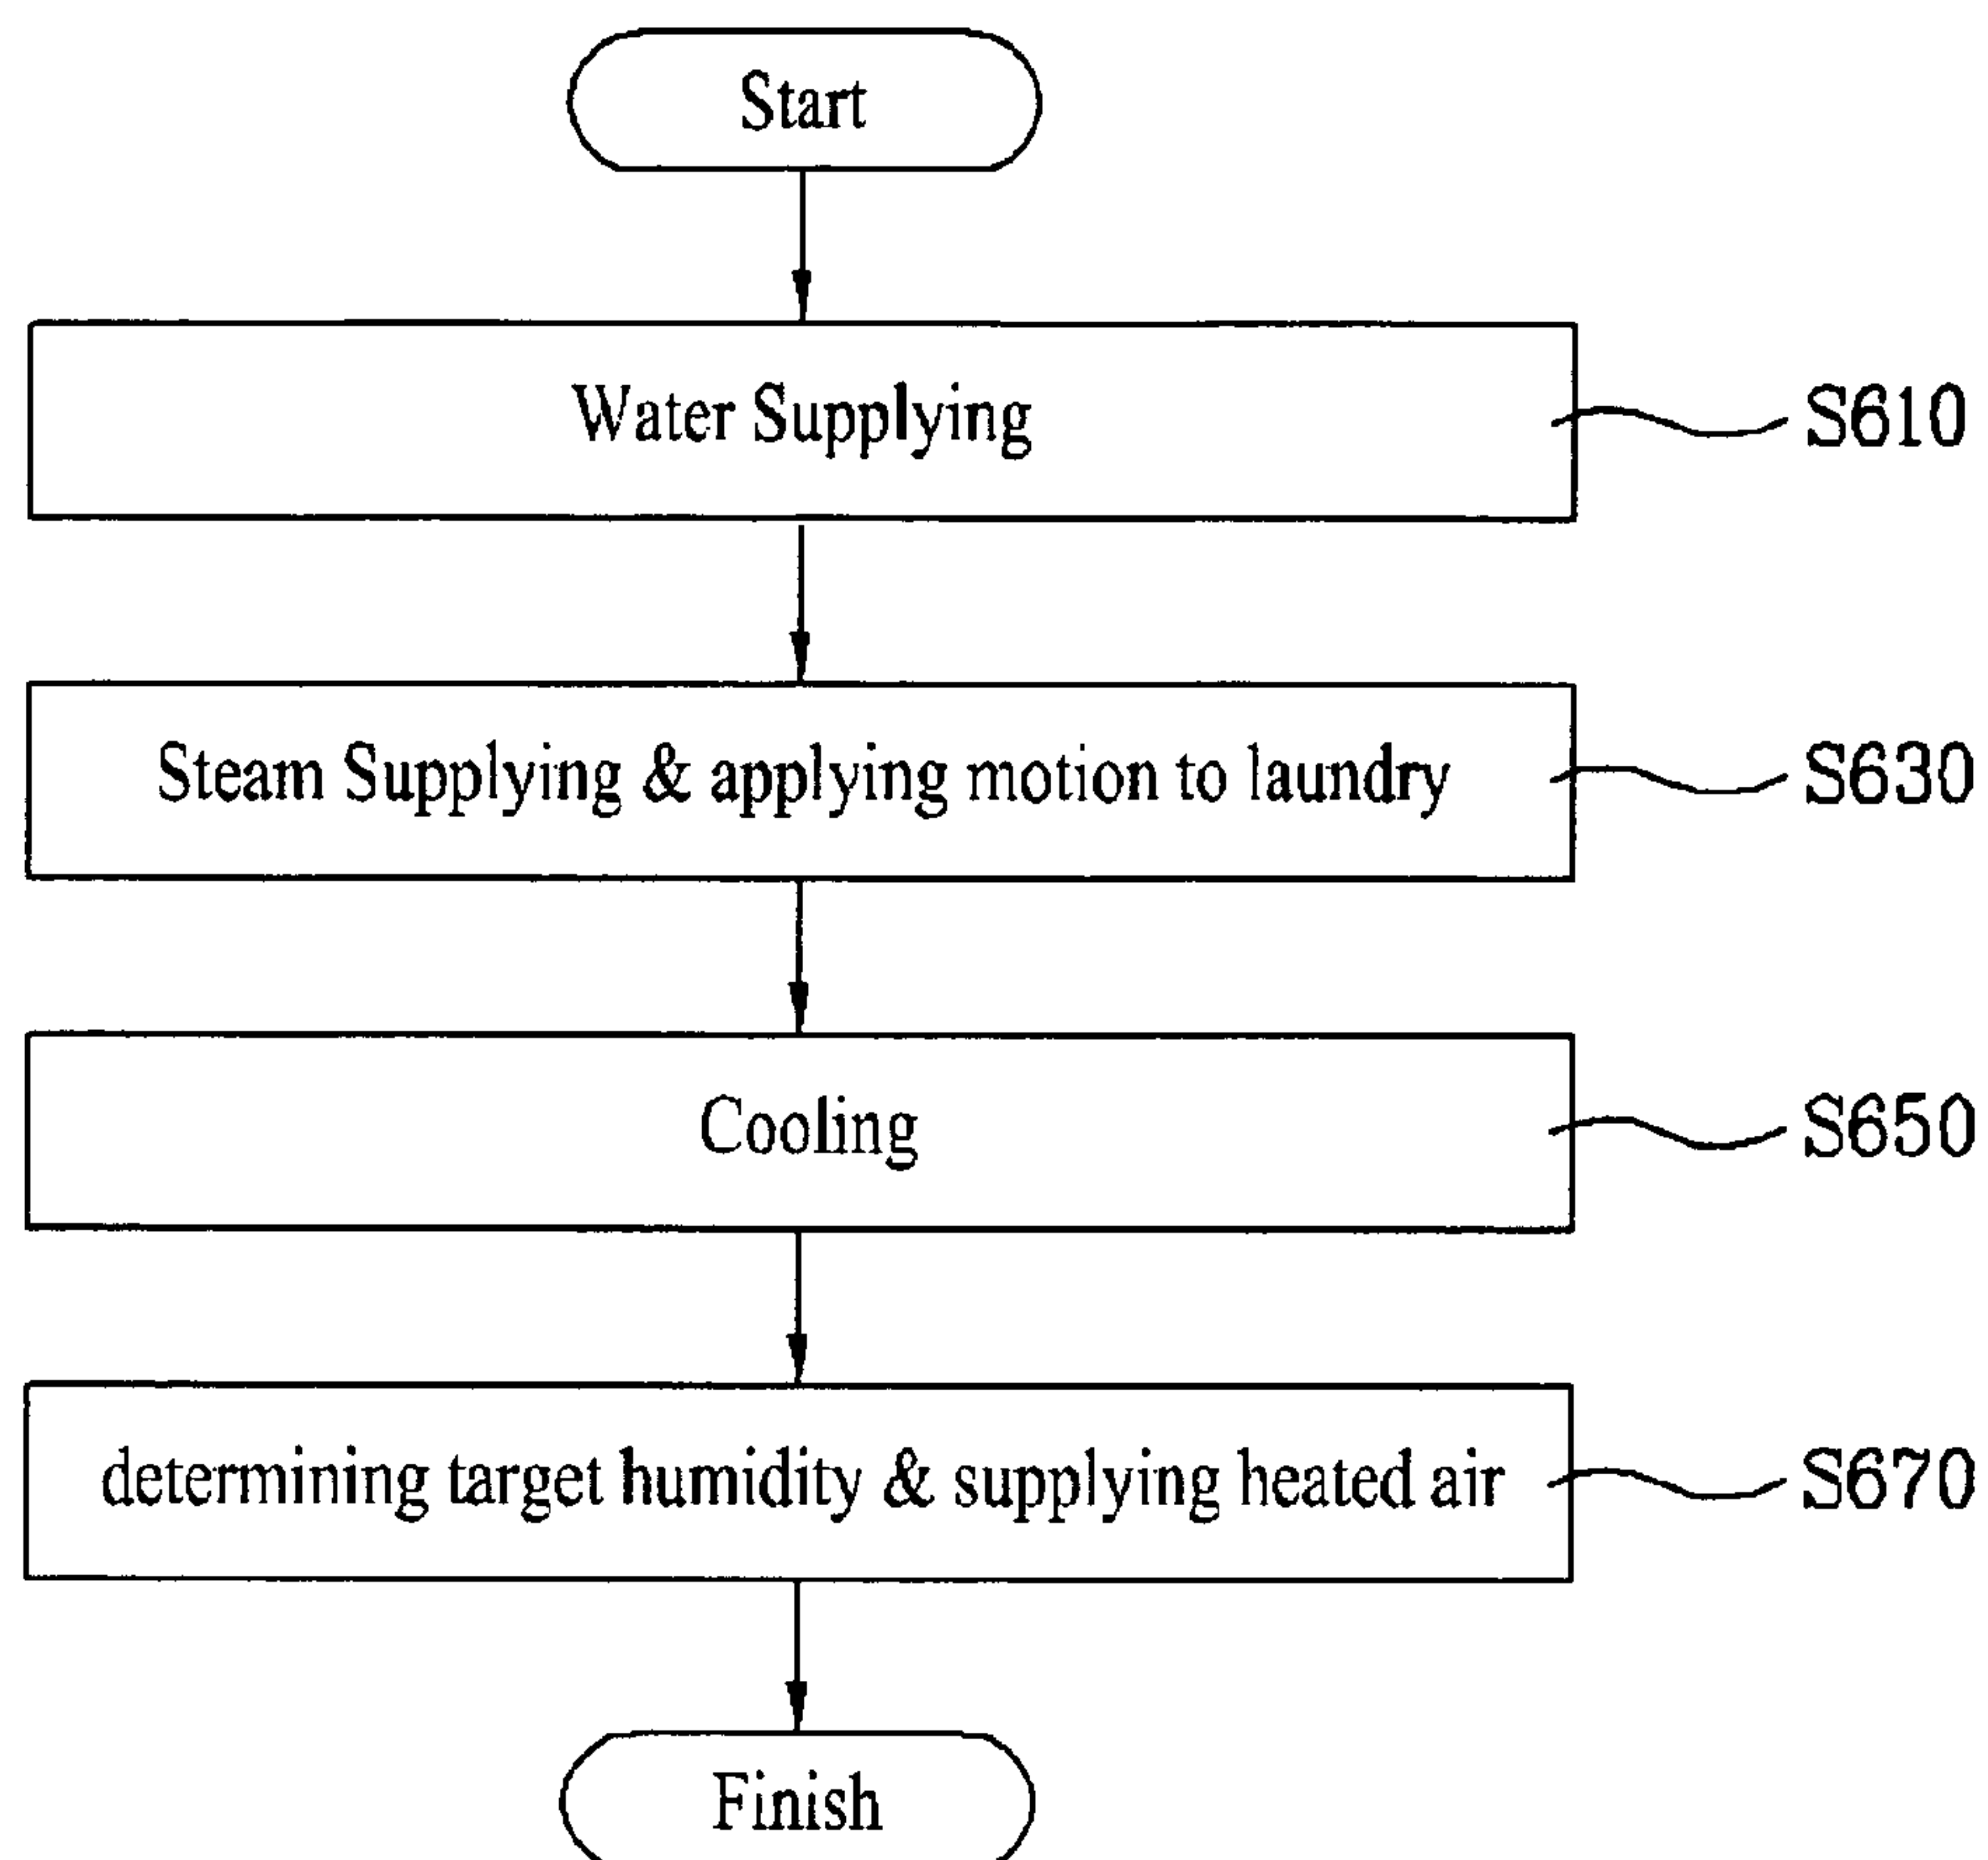 Start
Water Supplying
S610
Steam Supplying & applying motion to laundry
S630
Cooling
S650
determining target humidity & supplying heated air
S670
Finish